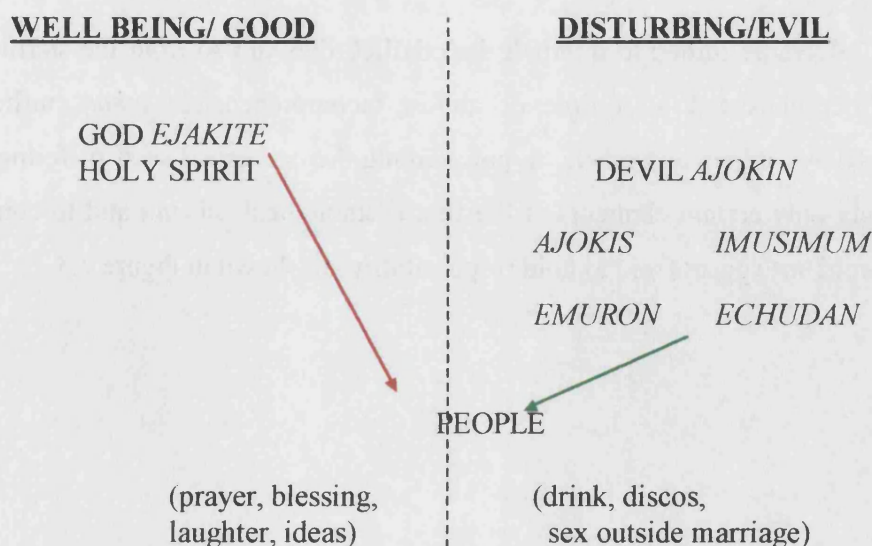 WELL BEING/ GOOD
DISTURBING/EVIL
GOD EJAKITE
HOLY SPIRIT
DEVIL AJOKIN
AJOKIS IMUSIMUM
EMURON ECHUDAN
PEOPLE
(prayer, blessing,
laughter, ideas)
(drink, discos,
sex outside marriage)